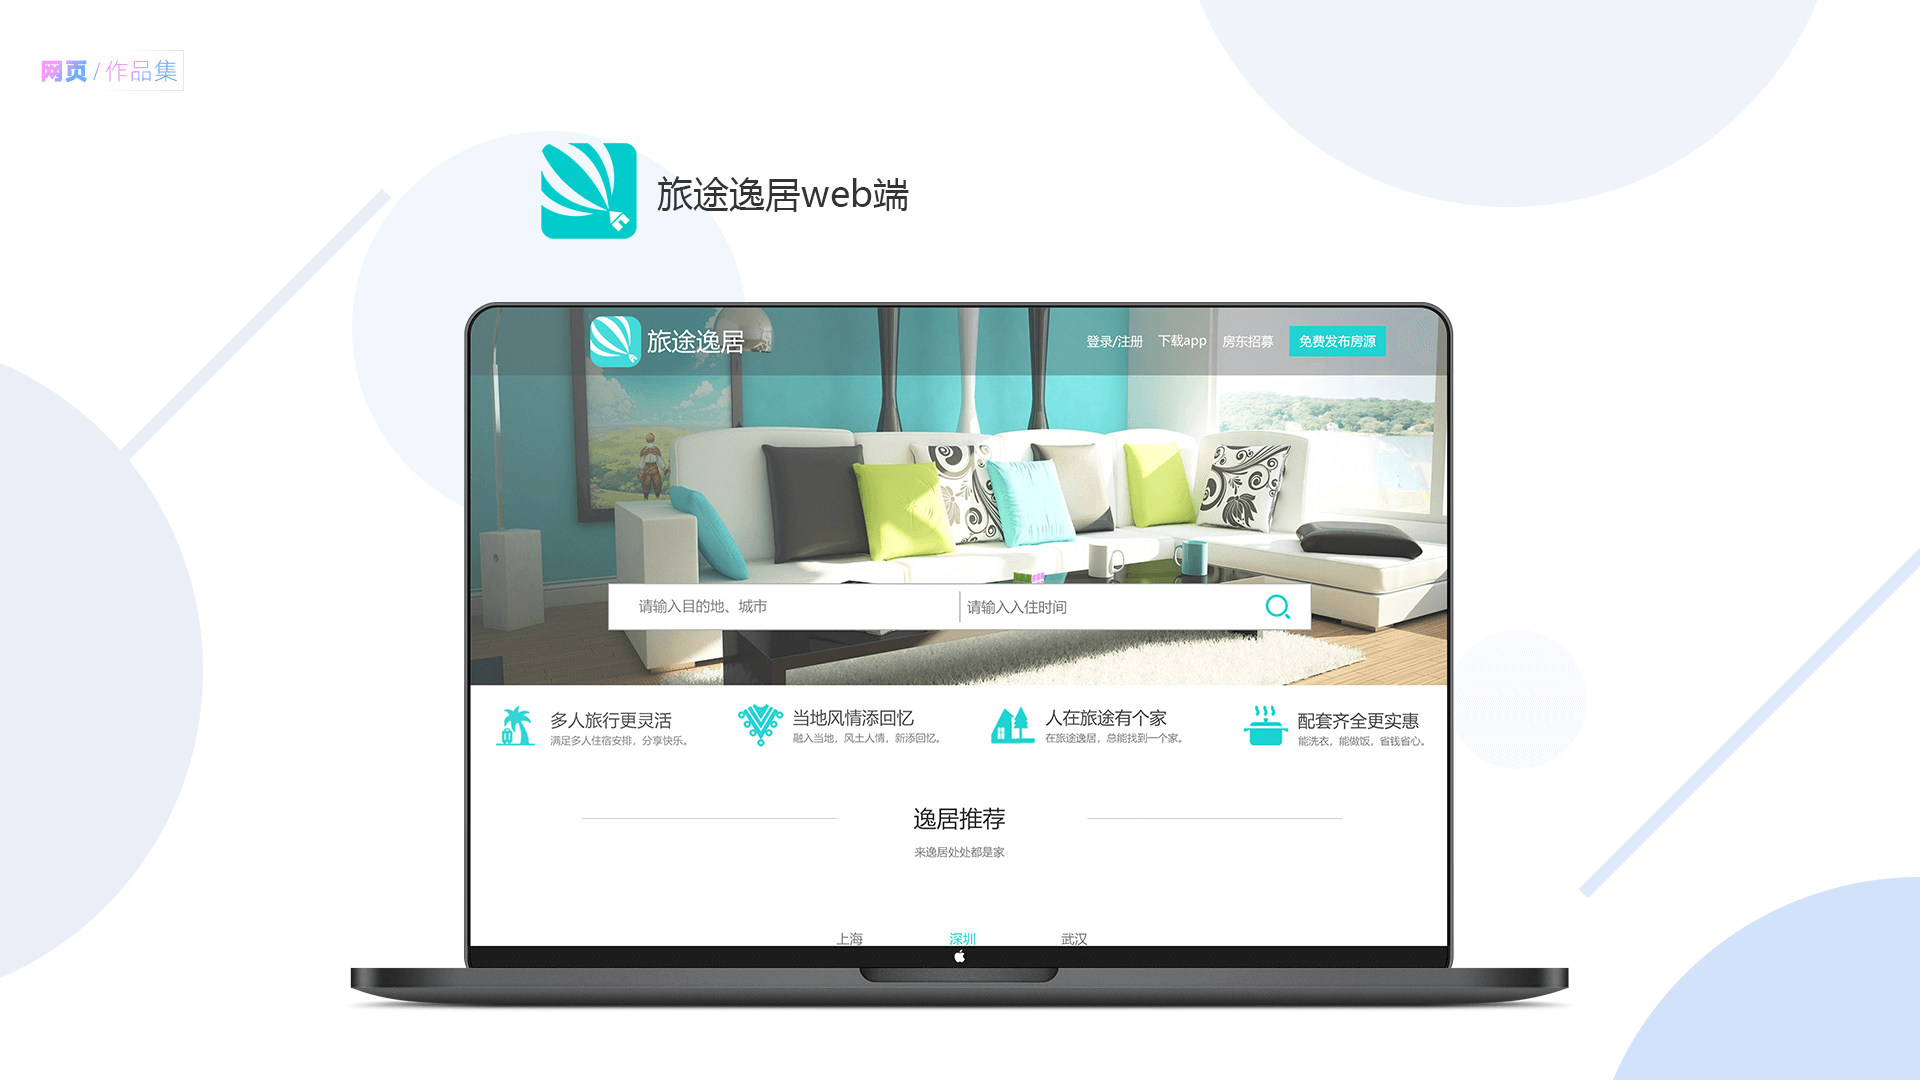 网页 / 作品集
旅途逸居web端
旅途逸居
登录/注册 下载app 房东招募 免费发布房源
请输入目的地、城市 请输入入住时间
多人旅行更灵活
满足多人住宿安排，分享快乐。
当地风情添回忆
融入当地，风土人情，新添回忆。
人在旅途有个家
在旅途逸居，总能找到一个家。
配套齐全更实惠
能洗衣，能做饭，省钱省心。
逸居推荐
来逸居处处都是家
上海 深圳 武汉